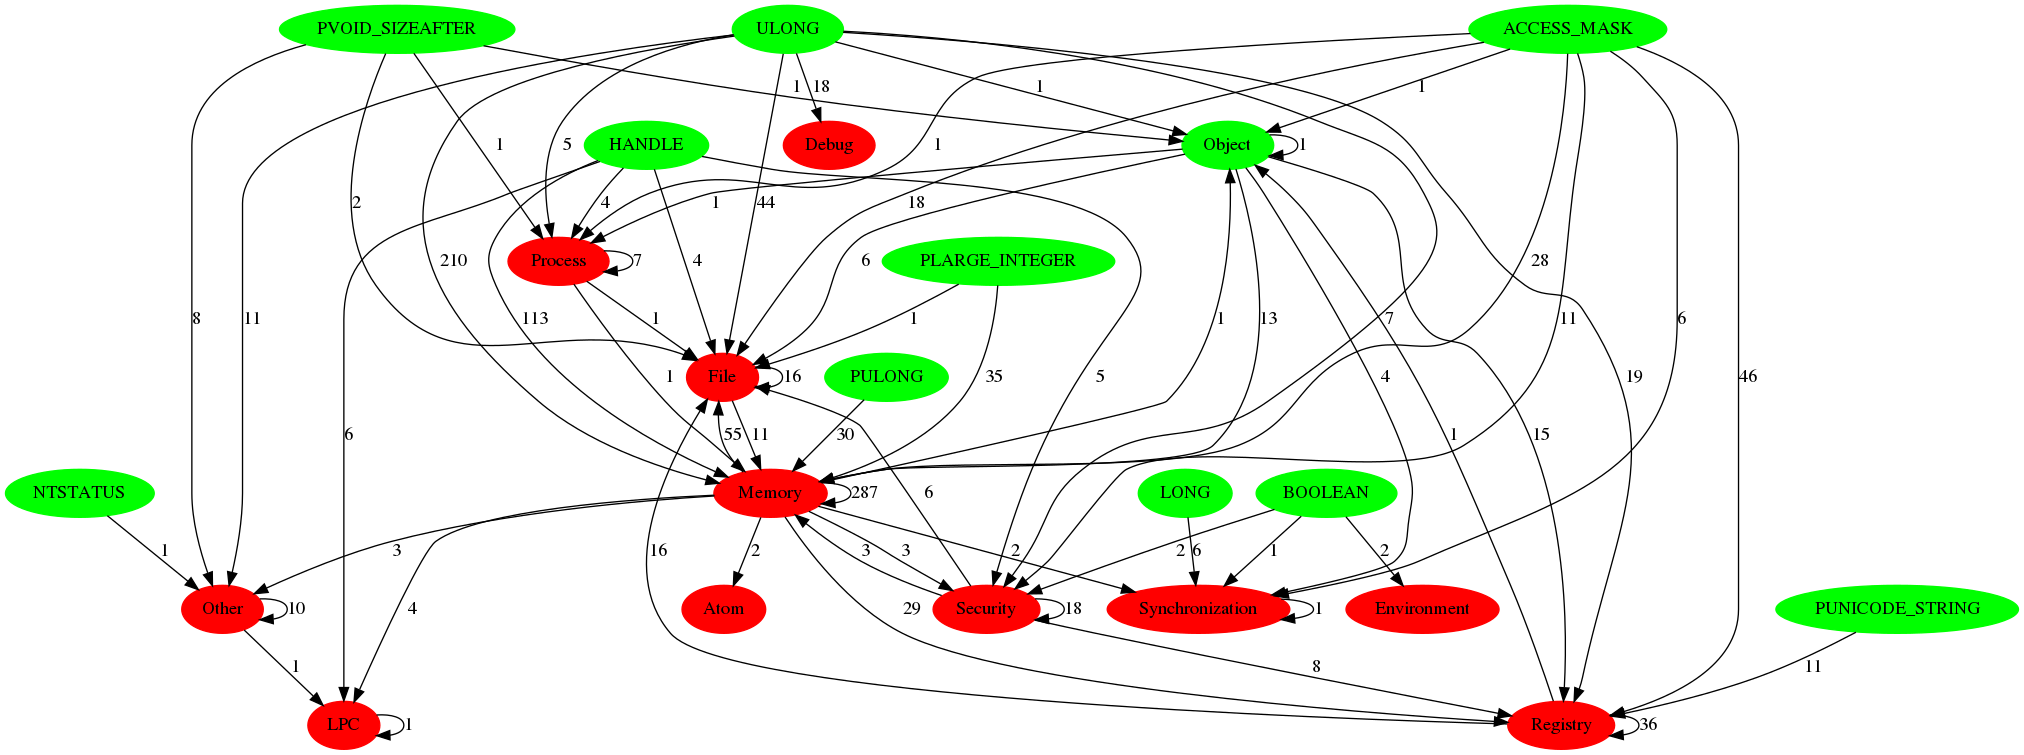 PVOID_SIZEAFTER
ULONG
ACCESS_MASK
1
18
1
1
HANDLE
Debug
Object
1
5
4
1
1
1
2
44
18
Process
7
PLARGE_INTEGER
210
4
6
28
8
11
113
1
1
1
13
7
11
6
File
16
PULONG
1
35
5
4
19
46
6
55
11
30
1
15
NTSTATUS
Memory
287
LONG
BOOLEAN
6
1
3
4
16
2
3
3
2
2
6
1
2
Other
10
Atom
Security
18
Synchronization
1
Environment
PUNICODE_STRING
29
1
8
11
LPC
1
Registry
36